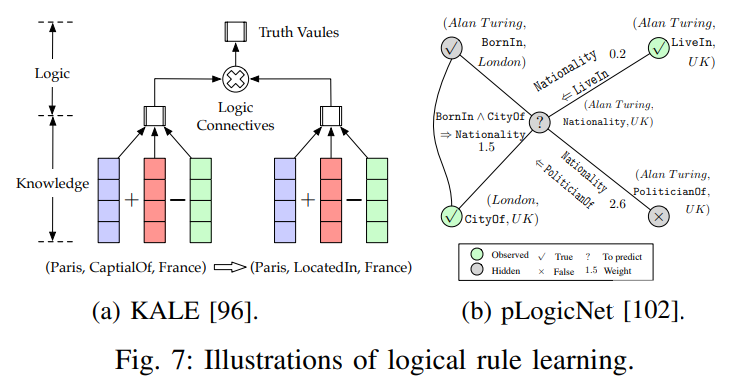 Truth Vaules
Logic
Logic
Connectives
Knowledge
+
−
+
−
(Paris, CaptialOf, France)
(Paris, LocatedIn, France)
(a) KALE [96].
(Alan Turing,
BornIn,
London)
(Alan Turing,
LiveIn,
UK)
Nationality
⇐ LiveIn
0.2
(Alan Turing,
Nationality, UK)
?
BornIn ∧ CityOf
⇒ Nationality
1.5
Nationality
⇐ PoliticianOf
2.6
(Alan Turing,
PoliticianOf,
UK)
(London,
CityOf, UK)
Observed ✓ True ? To predict
Hidden × False 1.5 Weight
(b) pLogicNet [102].
Fig. 7: Illustrations of logical rule learning.